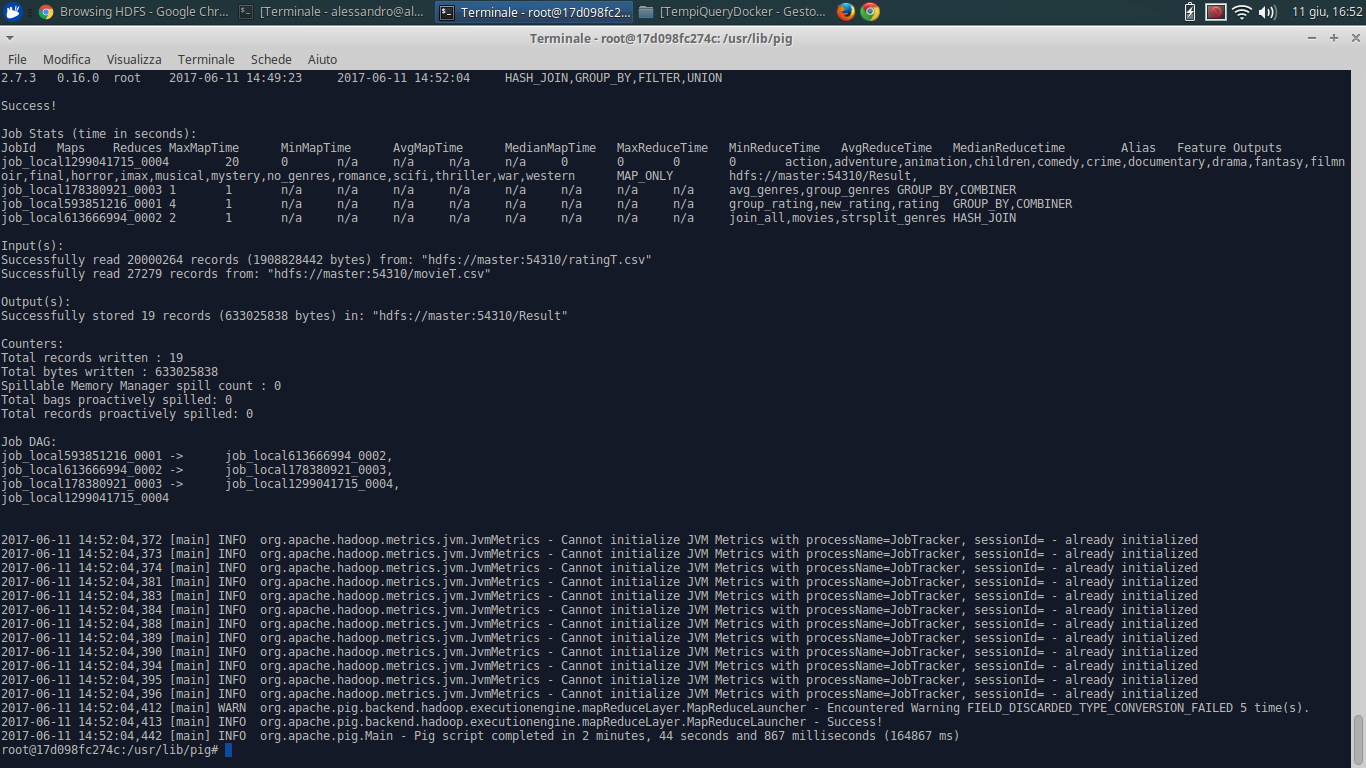 Browsing HDFS - Google Chr... [Terminale - alessandro@al... Terminale - root@17d098fc2... [TempiQueryDocker - Gesto... 11 giu, 16:52
Terminale - root@17d098fc274c: /usr/lib/pig
File Modifica Visualizza Terminale Schede Aiuto
2.7.3 0.16.0 root 2017-06-11 14:49:23 2017-06-11 14:52:04 HASH_JOIN,GROUP_BY,FILTER,UNION
Success!
Job Stats (time in seconds):
JobId Maps Reduces MaxMapTime MinMapTime AvgMapTime MedianMapTime MaxReduceTime MinReduceTime AvgReduceTime MedianReducetime Alias Feature Outputs
job_local1299041715_0004 20 0 n/a n/a n/a n/a 0 0 0 0 action,adventure,animation,children,comedy,crime,documentary,drama,fantasy,filmn
oir,final,horror,imax,musical,mystery,no_genres,romance,scifi,thriller,war,western MAP_ONLY hdfs://master:54310/Result,
job_local178380921_0003 1 1 n/a n/a n/a n/a n/a n/a n/a n/a avg_genres,group_genres GROUP_BY,COMBINER
job_local593851216_0001 4 1 n/a n/a n/a n/a n/a n/a n/a n/a group_rating,new_rating,rating GROUP_BY,COMBINER
job_local613666994_0002 2 1 n/a n/a n/a n/a n/a n/a n/a n/a join_all,movies,strsplit_genres HASH_JOIN
Input(s):
Successfully read 20000264 records (1908828442 bytes) from: "hdfs://master:54310/ratingT.csv"
Successfully read 27279 records from: "hdfs://master:54310/movieT.csv"
Output(s):
Successfully stored 19 records (633025838 bytes) in: "hdfs://master:54310/Result"
Counters:
Total records written : 19
Total bytes written : 633025838
Spillable Memory Manager spill count : 0
Total bags proactively spilled: 0
Total records proactively spilled: 0
Job DAG:
job_local593851216_0001 -> job_local613666994_0002,
job_local613666994_0002 -> job_local178380921_0003,
job_local178380921_0003 -> job_local1299041715_0004,
job_local1299041715_0004
2017-06-11 14:52:04,372 [main] INFO org.apache.hadoop.metrics.jvm.JvmMetrics - Cannot initialize JVM Metrics with processName=JobTracker, sessionId= - already initialized
2017-06-11 14:52:04,373 [main] INFO org.apache.hadoop.metrics.jvm.JvmMetrics - Cannot initialize JVM Metrics with processName=JobTracker, sessionId= - already initialized
2017-06-11 14:52:04,374 [main] INFO org.apache.hadoop.metrics.jvm.JvmMetrics - Cannot initialize JVM Metrics with processName=JobTracker, sessionId= - already initialized
2017-06-11 14:52:04,381 [main] INFO org.apache.hadoop.metrics.jvm.JvmMetrics - Cannot initialize JVM Metrics with processName=JobTracker, sessionId= - already initialized
2017-06-11 14:52:04,383 [main] INFO org.apache.hadoop.metrics.jvm.JvmMetrics - Cannot initialize JVM Metrics with processName=JobTracker, sessionId= - already initialized
2017-06-11 14:52:04,384 [main] INFO org.apache.hadoop.metrics.jvm.JvmMetrics - Cannot initialize JVM Metrics with processName=JobTracker, sessionId= - already initialized
2017-06-11 14:52:04,388 [main] INFO org.apache.hadoop.metrics.jvm.JvmMetrics - Cannot initialize JVM Metrics with processName=JobTracker, sessionId= - already initialized
2017-06-11 14:52:04,389 [main] INFO org.apache.hadoop.metrics.jvm.JvmMetrics - Cannot initialize JVM Metrics with processName=JobTracker, sessionId= - already initialized
2017-06-11 14:52:04,390 [main] INFO org.apache.hadoop.metrics.jvm.JvmMetrics - Cannot initialize JVM Metrics with processName=JobTracker, sessionId= - already initialized
2017-06-11 14:52:04,394 [main] INFO org.apache.hadoop.metrics.jvm.JvmMetrics - Cannot initialize JVM Metrics with processName=JobTracker, sessionId= - already initialized
2017-06-11 14:52:04,395 [main] INFO org.apache.hadoop.metrics.jvm.JvmMetrics - Cannot initialize JVM Metrics with processName=JobTracker, sessionId= - already initialized
2017-06-11 14:52:04,396 [main] INFO org.apache.hadoop.metrics.jvm.JvmMetrics - Cannot initialize JVM Metrics with processName=JobTracker, sessionId= - already initialized
2017-06-11 14:52:04,412 [main] WARN org.apache.pig.backend.hadoop.executionengine.mapReduceLayer.MapReduceLauncher - Encountered Warning FIELD_DISCARDED_TYPE_CONVERSION_FAILED 5 time(s).
2017-06-11 14:52:04,413 [main] INFO org.apache.pig.backend.hadoop.executionengine.mapReduceLayer.MapReduceLauncher - Success!
2017-06-11 14:52:04,442 [main] INFO org.apache.pig.Main - Pig script completed in 2 minutes, 44 seconds and 867 milliseconds (164867 ms)
root@17d098fc274c:/usr/lib/pig#